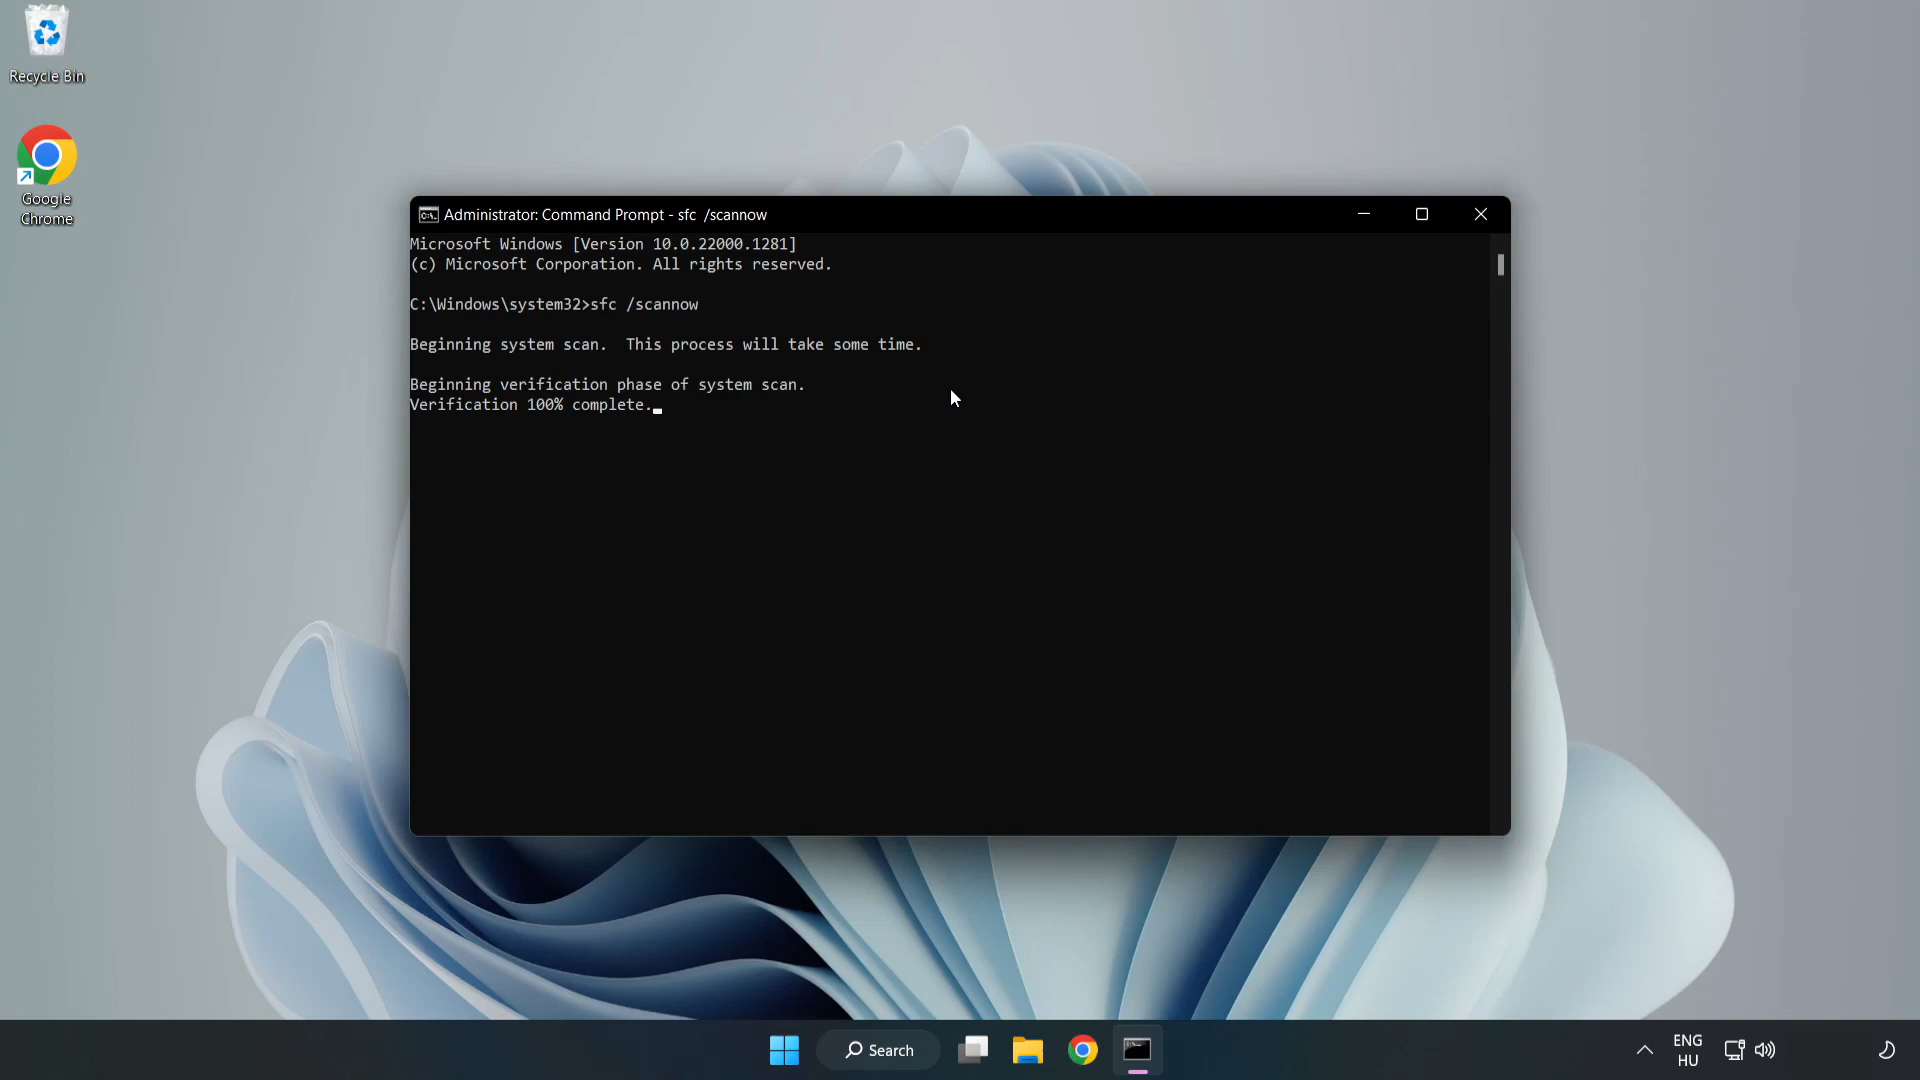 Recycle Bin
Google
Chrome
Administrator: Command Prompt - sfc  /scannow
Microsoft Windows [Version 10.0.22000.1281]
(c) Microsoft Corporation. All rights reserved.
C:\Windows\system32>sfc /scannow
Beginning system scan.  This process will take some time.
Beginning verification phase of system scan.
Verification 100% complete.
Search
ENG
HU